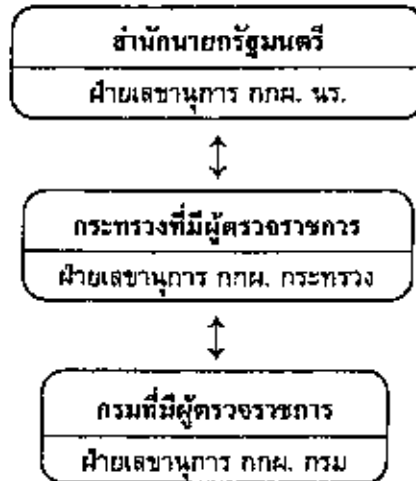 สำนักนายกรัฐมนตรี
ฝ่ายเลขานุการ กกผ. นร.
กระทรวงที่มีผู้ตรวจราชการ
ฝ่ายเลขานุการ กกผ. กระทรวง
กรมที่มีผู้ตรวจราชการ
ฝ่ายเลขานุการ กกผ. กรม